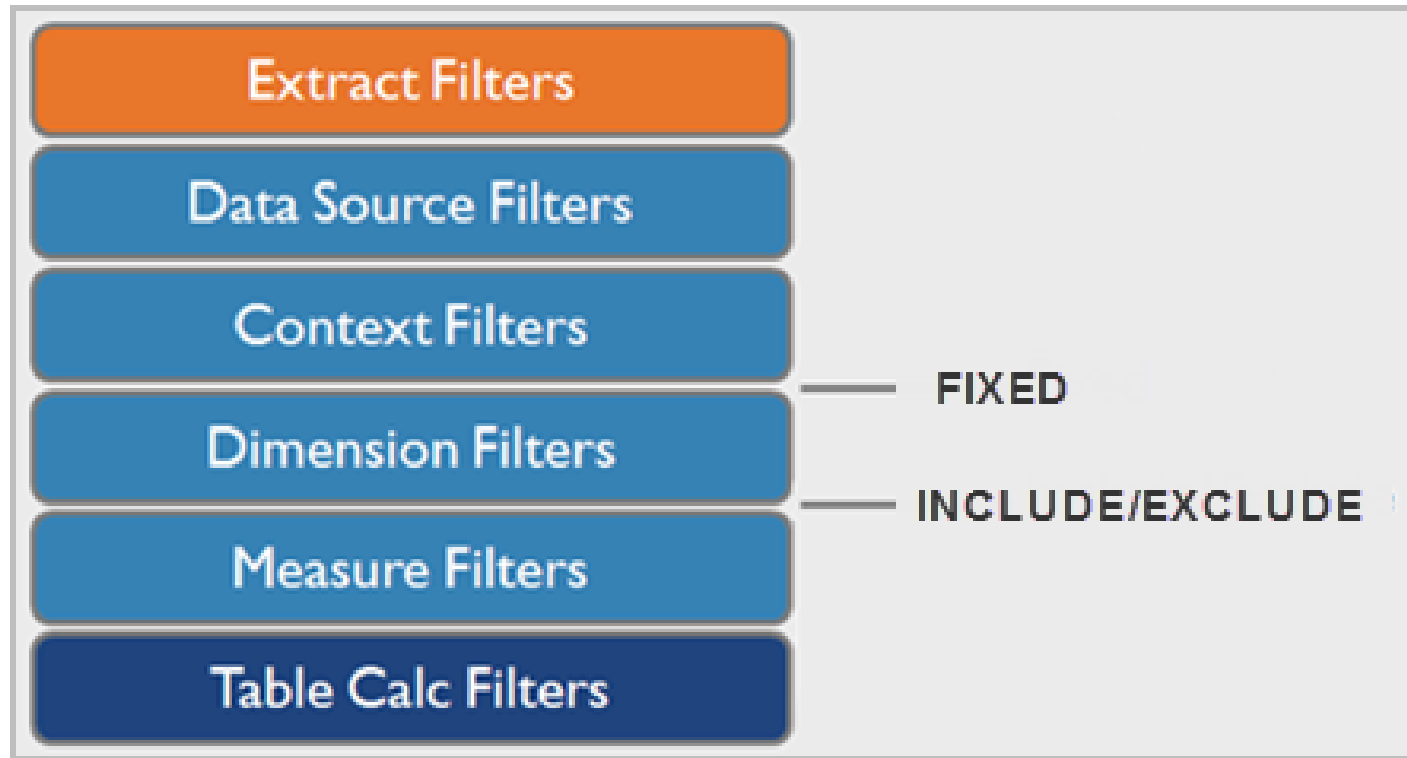 Extract Filters
Data Source Filters
Context Filters
FIXED
Dimension Filters
INCLUDE/EXCLUDE
Measure Filters
Table Calc Filters